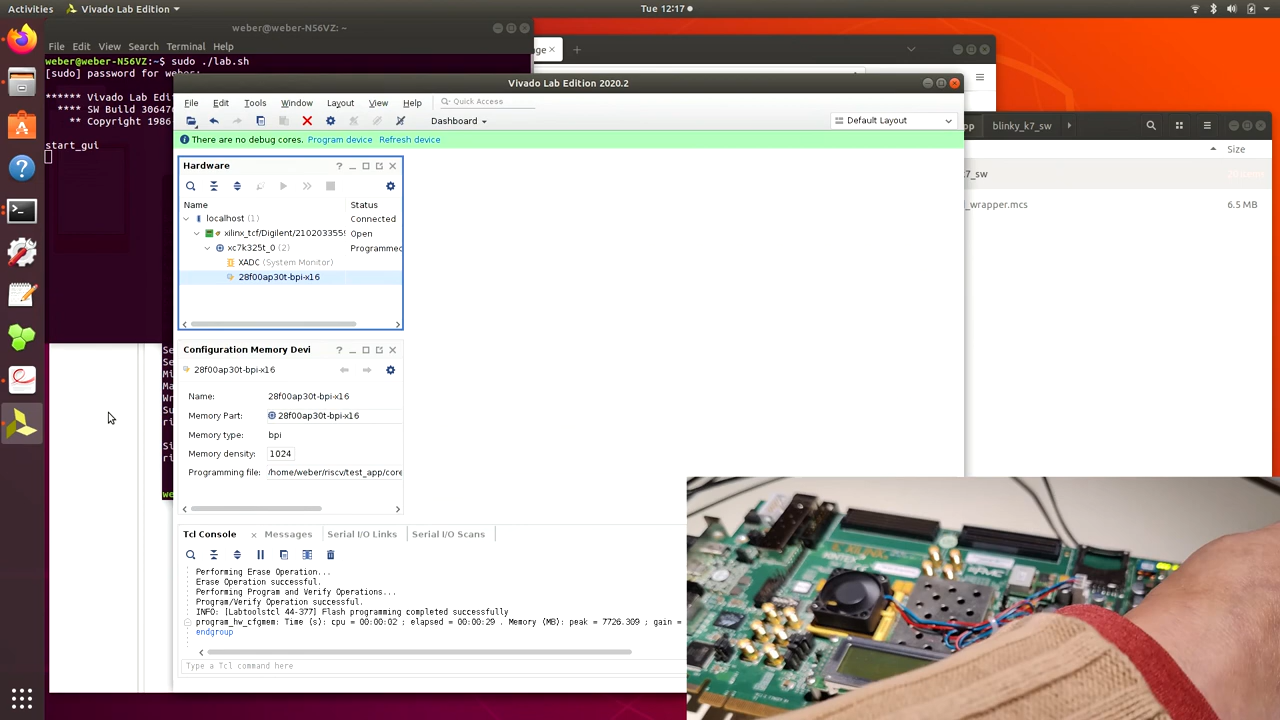 Activities
Vivado Lab Edition
Tue 12:17
weber@weber-N56VZ: ~
File Edit View Search Terminal Help
weber@weber-N56VZ:~$ sudo ./lab.sh
[sudo] password for weber:
****** Vivado Lab Edi
**** SW Build 30647
** Copyright 1986
start_gui
Vivado Lab Edition 2020.2
File Edit Tools Window Layout View Help
Quick Access
Dashboard
Default Layout
There are no debug cores. Program device Refresh device
Hardware
Name Status
localhost (1) Connected
xilinx_tcf/Digilent/2102033559 Open
xc7k325t_0 (2) Programmed
XADC (System Monitor)
28f00ap30t-bpi-x16
Configuration Memory Devi
28f00ap30t-bpi-x16
Name: 28f00ap30t-bpi-x16
Memory Part: 28f00ap30t-bpi-x16
Memory type: bpi
Memory density: 1024
Programming file: /home/weber/riscv/test_app/core
Tcl Console Messages Serial I/O Links Serial I/O Scans
Performing Erase Operation...
Erase Operation successful.
Performing Program and Verify Operations...
Program/Verify Operation successful.
INFO: [Labtoolstcl 44-377] Flash programming completed successfully
program_hw_cfgmem: Time (s): cpu = 00:00:02 ; elapsed = 00:00:29 . Memory (MB): peak = 7726.309 ; gain =
endgroup
Type a Tcl command here
age
pp blinky_k7_sw
Size
k7_sw
_wrapper.mcs 6.5 MB